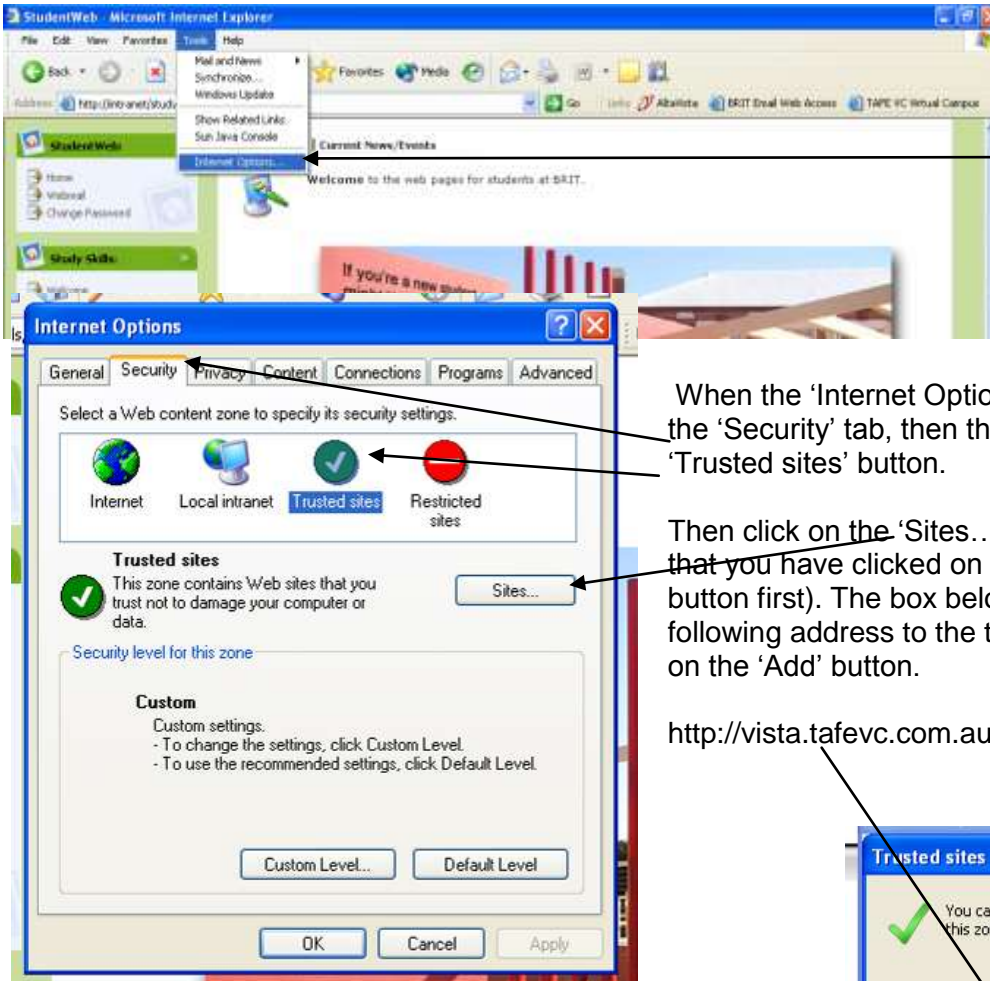 StudentWeb - Microsoft Internet Explorer
File Edit View Favorites Tools Help
Mail and News
Synchronize...
Windows Update
Show Related Links
Sun Java Console
Internet Options...
Back Favorites Media
Address http://intranet/stud Go Links AltaVista BRIT Email Web Access TAFE VC Virtual Campus
StudentWeb
Home
Webmail
Change Password
Study Skills
Welcome
Current News/Events
Welcome to the web pages for students at BRIT.
If you're a new
Internet Options
General Security Privacy Content Connections Programs Advanced
Select a Web content zone to specify its security settings.
Internet Local intranet Trusted sites Restricted
sites
Trusted sites
This zone contains Web sites that you
trust not to damage your computer or
data.
Sites...
Security level for this zone
Custom
Custom settings.
- To change the settings, click Custom Level.
- To use the recommended settings, click Default Level.
Custom Level... Default Level
OK Cancel Apply
When the ‘Internet Optio
the ‘Security’ tab, then th
‘Trusted sites’ button.
Then click on the ‘Sites…
that you have clicked on
button first). The box belo
following address to the t
on the ‘Add’ button.
http://vista.tafevc.com.au
Trusted sites
You ca
this zo